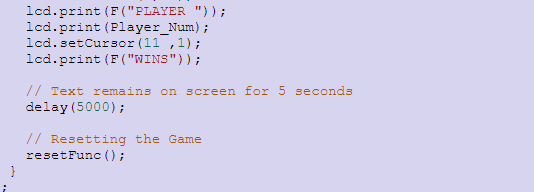 lcd.print(F("PLAYER "));
lcd.print(Player_Num);
lcd.setCursor(11 ,1);
lcd.print(F("WINS"));
// Text remains on screen for 5 seconds
delay(5000);
// Resetting the Game
resetFunc();
}
;